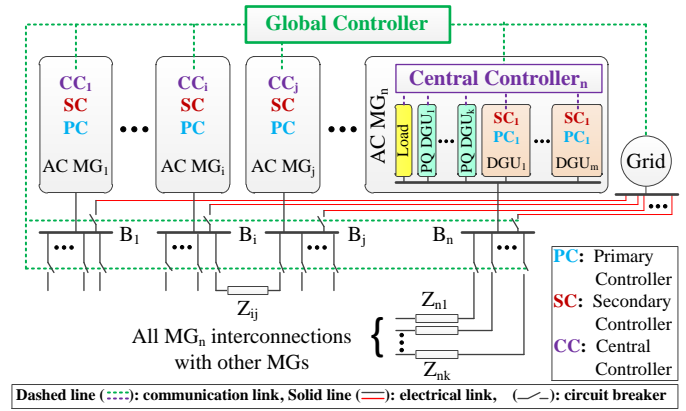 Global Controller
CC1
SC
PC
AC MG1
CCi
SC
PC
AC MGi
CCj
SC
PC
AC MGj
AC MGn
Central Controllern
Load
PQ DGU1
PQ DGUk
SC1
PC1
DGU1
SC1
PC1
DGUm
Grid
B1
Bi
Bj
Bn
Zij
Zn1
Znk
All MGn interconnections
with other MGs
PC: Primary
Controller
SC: Secondary
Controller
CC: Central
Controller
Dashed line ( ): communication link, Solid line ( ): electrical link, ( ): circuit breaker